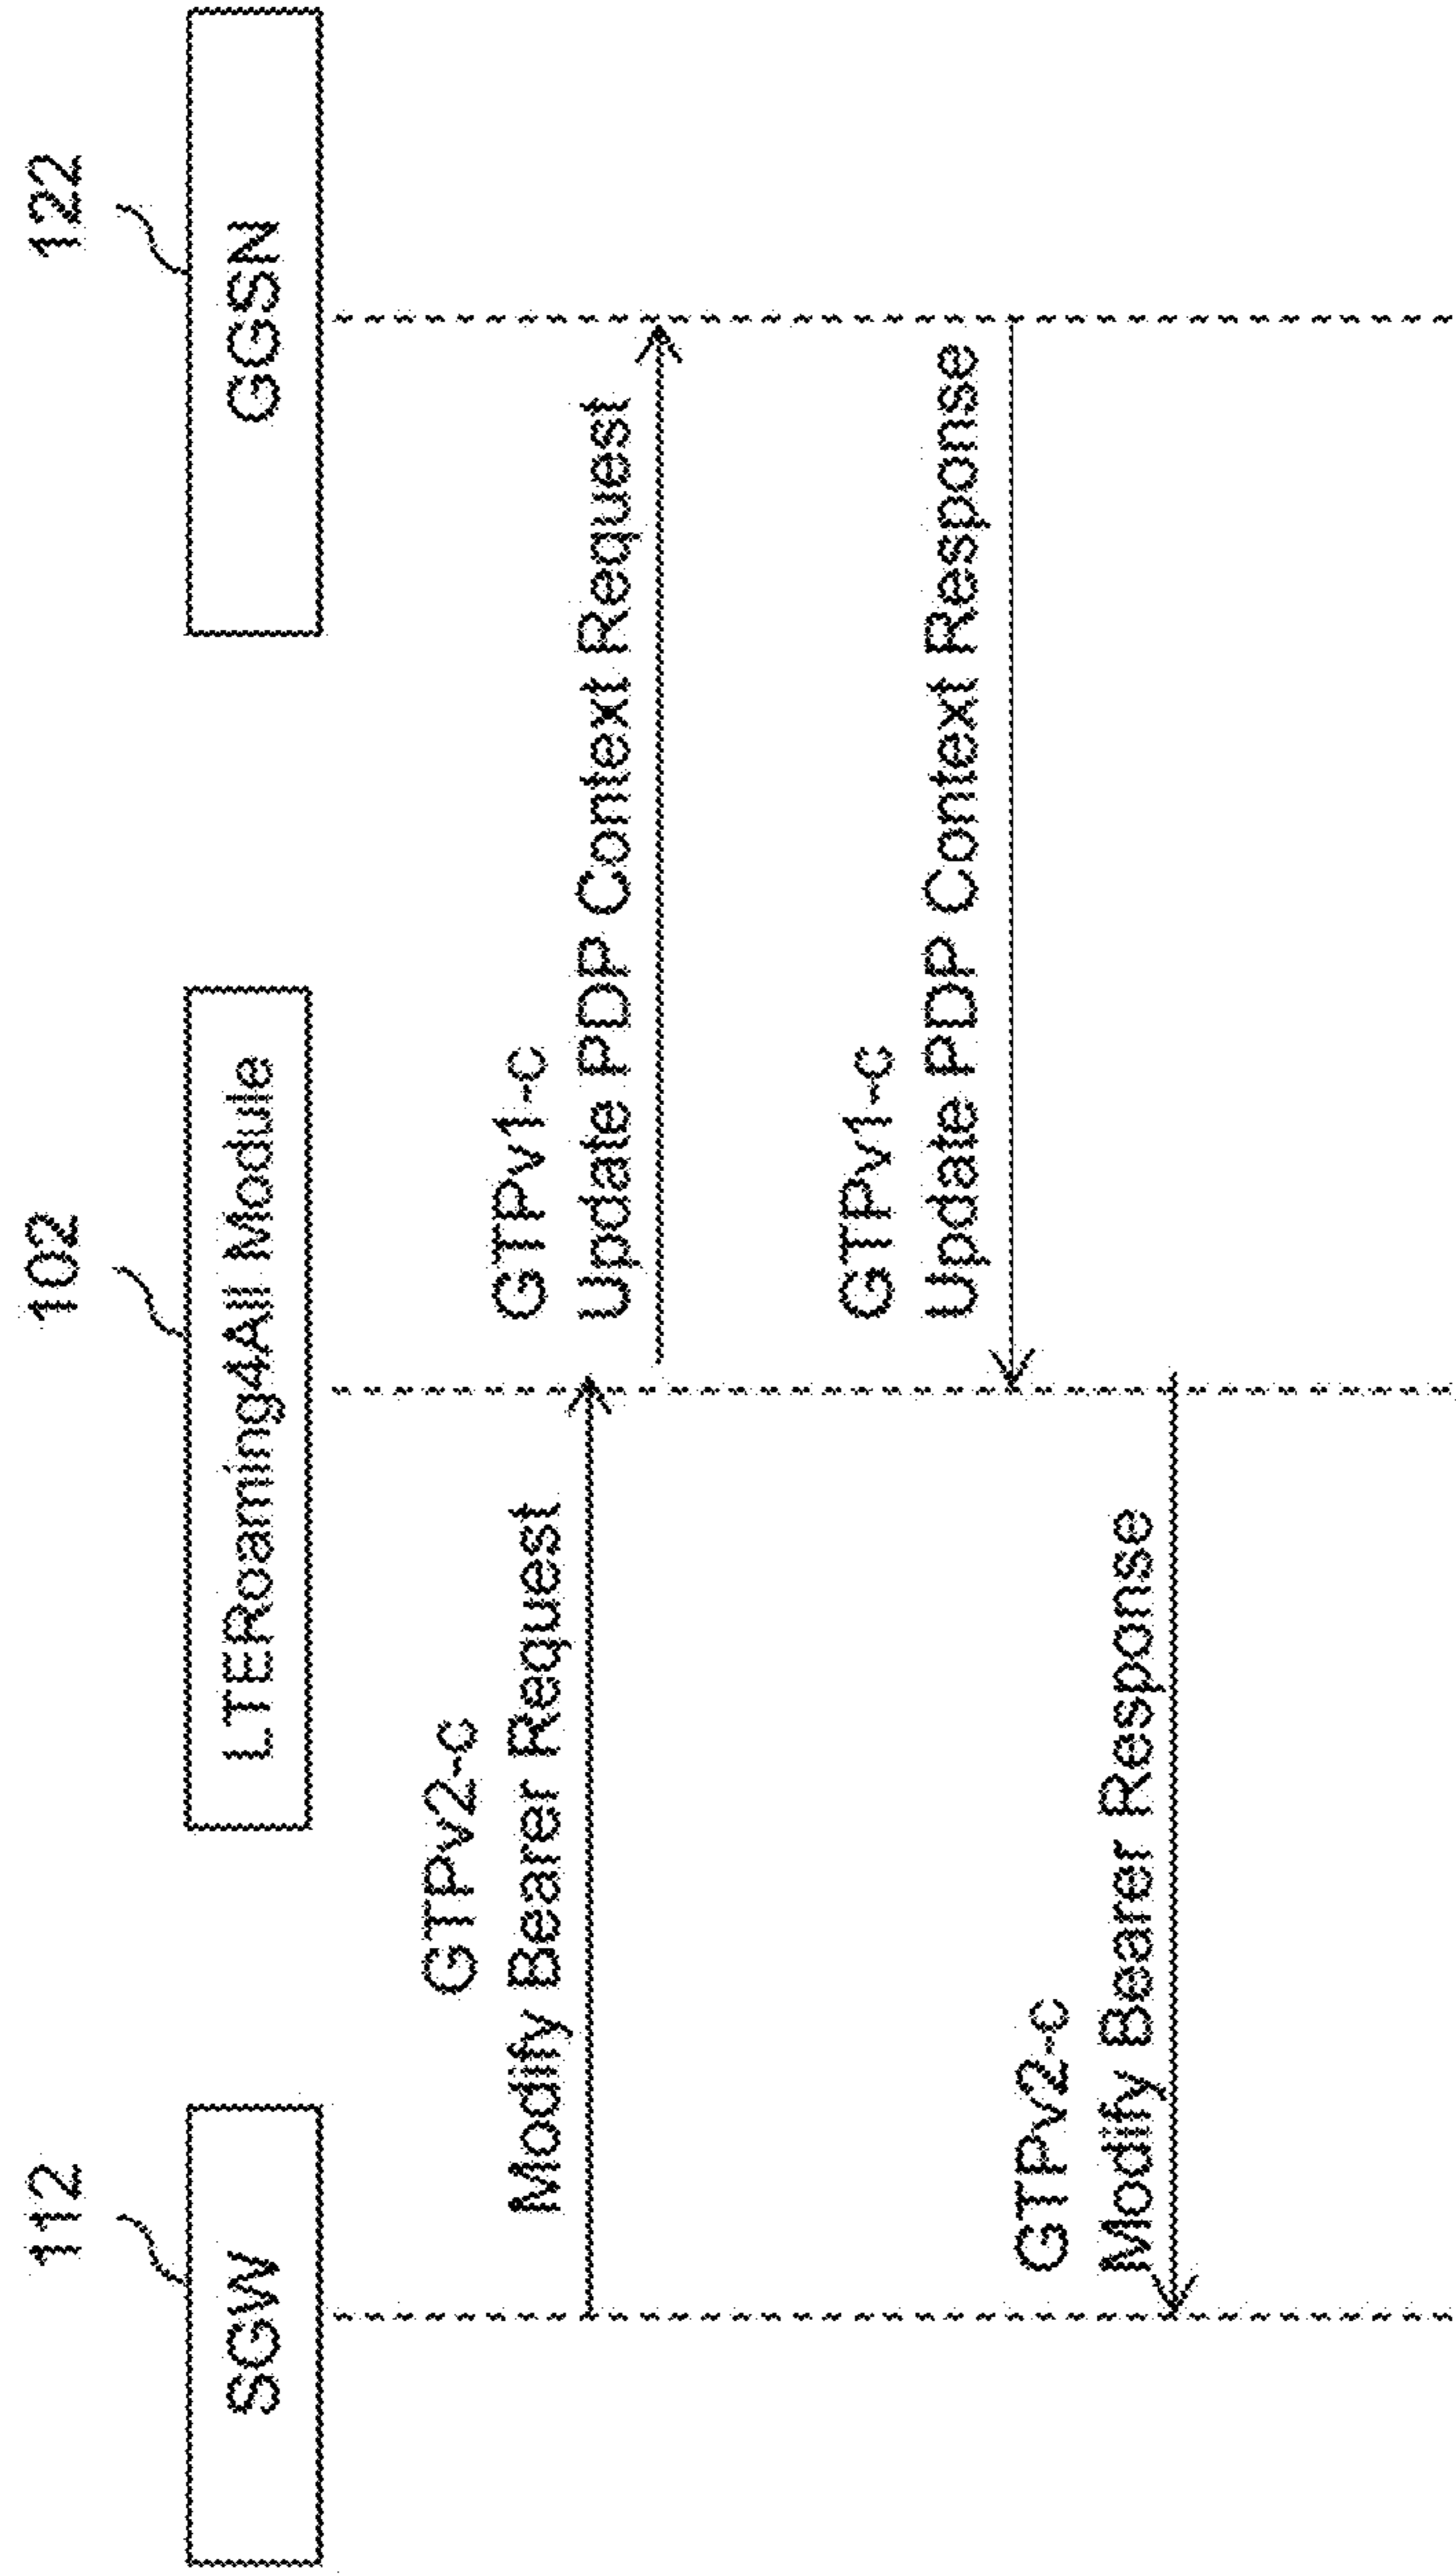 112
102
122
SGW
LTERoaming4All Module
GGSN
GTPv2-c
Modify Bearer Request
GTPv1-c
Update PDP Context Request
GTPv1-c
Update PDP Context Response
GTPv2-c
Modify Bearer Response